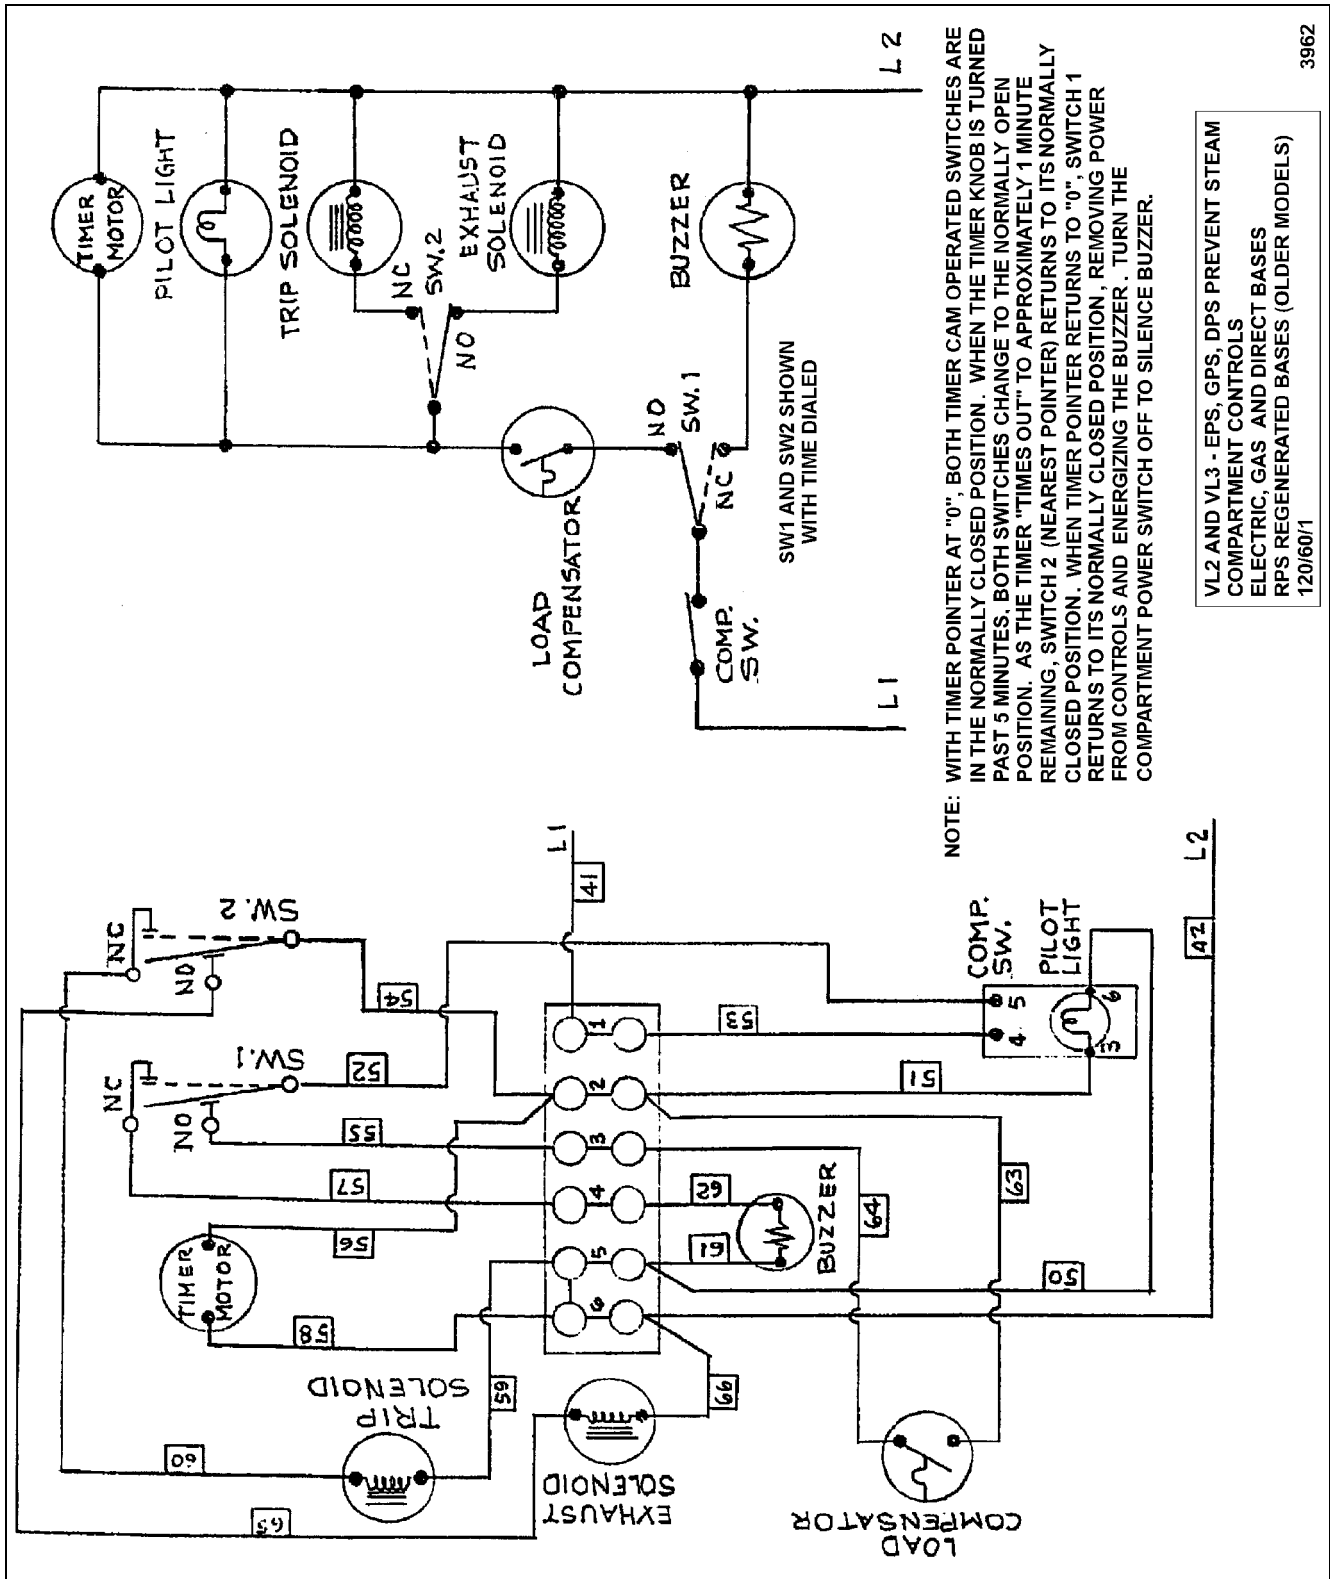 TIMER
MOTOR
PILOT LIGHT
TRIP SOLENOID
NC
SW.2
NO
EXHAUST
SOLENOID
BUZZER
L2
LOAD
COMPENSATOR
NO
SW.1
NC
COMP.
SW.
L1
SW1 AND SW2 SHOWN
WITH TIME DIALED
NOTE: WITH TIMER POINTER AT "0", BOTH TIMER CAM OPERATED SWITCHES ARE
IN THE NORMALLY CLOSED POSITION. WHEN THE TIMER KNOB IS TURNED
PAST 5 MINUTES, BOTH SWITCHES CHANGE TO THE NORMALLY OPEN
POSITION. AS THE TIMER "TIMES OUT" TO APPROXIMATELY 1 MINUTE
REMAINING, SWITCH 2 (NEAREST POINTER) RETURNS TO ITS NORMALLY
CLOSED POSITION. WHEN TIMER POINTER RETURNS TO "0", SWITCH 1
RETURNS TO ITS NORMALLY CLOSED POSITION, REMOVING POWER
FROM CONTROLS AND ENERGIZING THE BUZZER. TURN THE
COMPARTMENT POWER SWITCH OFF TO SILENCE BUZZER.
VL2 AND VL3 - EPS, GPS, DPS PREVENT STEAM
COMPARTMENT CONTROLS
ELECTRIC, GAS AND DIRECT BASES
RPS REGENERATED BASES (OLDER MODELS)
120/60/1
3962
NC
NO
SW. 2
NC
NO
SW.1
54
52
55
57
56
58
59
60
65
TIMER
MOTOR
TRIP
SOLENOID
EXHAUST
SOLENOID
L1
41
1
2
3
4
5
6
53
51
62
61
BUZZER
64
63
50
66
LOAD
COMPENSATOR
COMP.
SW.
PILOT
LIGHT
5
4
6
3
42
L2